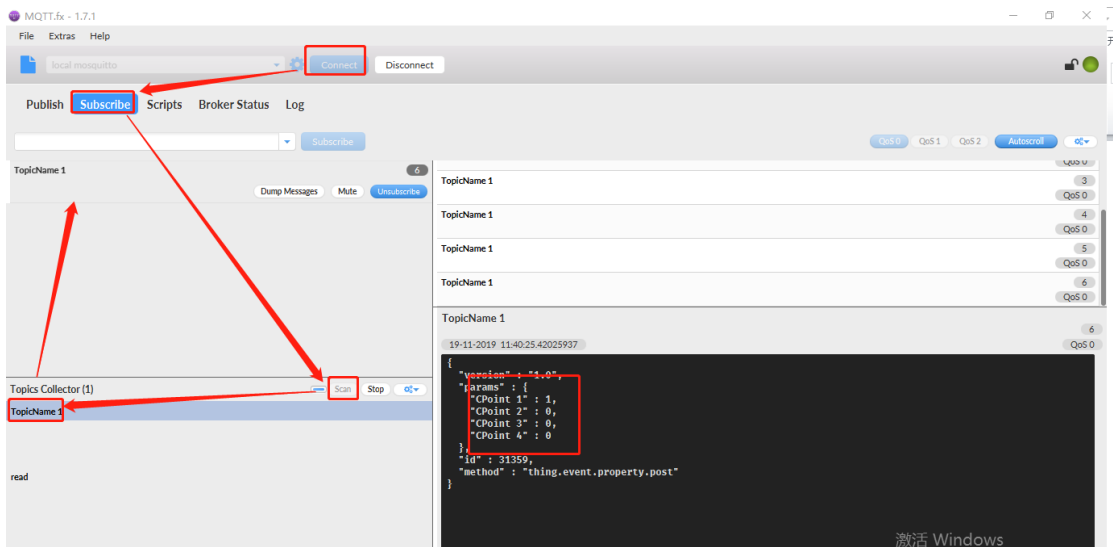 MQTT.fx - 1.7.1
File Extras Help
local mosquitto Connect Disconnect
Publish Subscribe Scripts Broker Status Log
Subscribe QoS 0 QoS 1 QoS 2 Autoscroll
TopicName 1 6
Dump Messages Mute Unsubscribe
QoS 0
TopicName 1 3
QoS 0
TopicName 1 4
QoS 0
TopicName 1 5
QoS 0
TopicName 1 6
QoS 0
TopicName 1 6
19-11-2019 11:40:25.42025937 QoS 0
{
"version" : "1.0",
"params" : {
"CPoint 1" : 1,
"CPoint 2" : 0,
"CPoint 3" : 0,
"CPoint 4" : 0
},
"id" : 31359,
"method" : "thing.event.property.post"
}
Topics Collector (1) Scan Stop
TopicName 1
read
激活 Windows